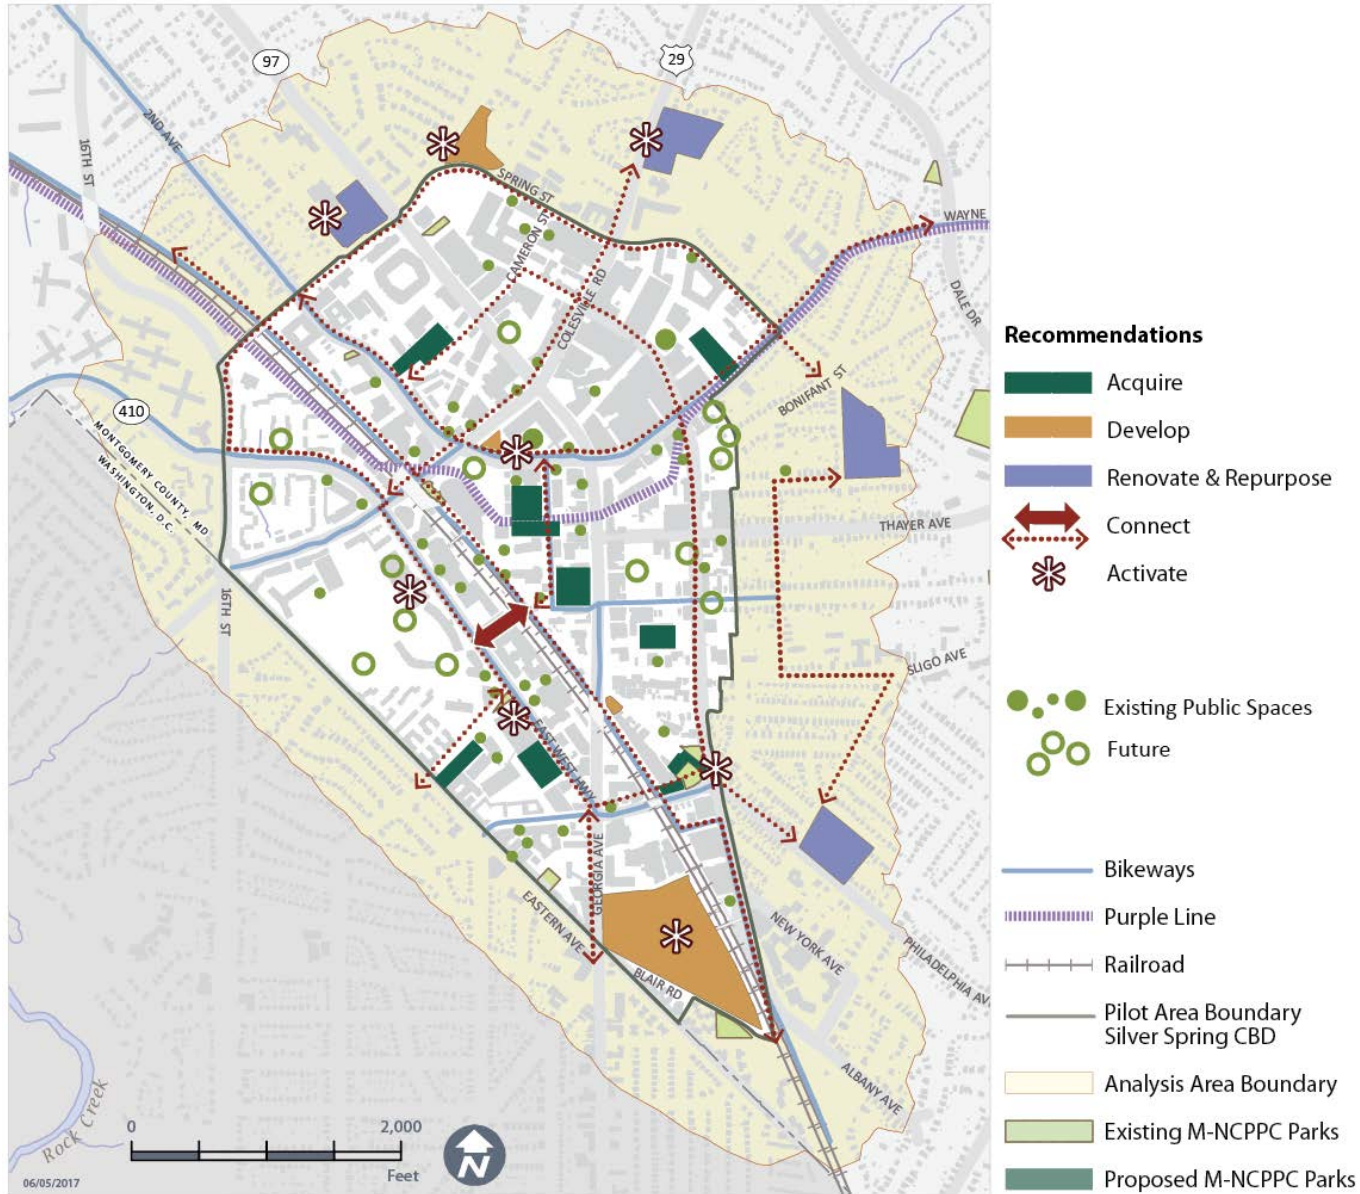 97
29
2ND AVE
16TH ST
SPRING ST
CAMERON ST
COLESVILLE RD
WAYNE
DALE DR
BONIFANT ST
410
MONTGOMERY COUNTY, MD
WASHINGTON, D.C.
THAYER AVE
16TH ST
SLIGO AVE
EAST WEST HWY
GEORGIA AVE
EASTERN AVE
BLAIR RD
NEW YORK AVE
PHILADELPHIA AV
ALBANY AVE
Rock Creek
0 2,000
Feet
N
06/05/2017
Recommendations
Acquire
Develop
Renovate & Repurpose
Connect
Activate
Existing Public Spaces
Future
Bikeways
Purple Line
Railroad
Pilot Area Boundary
Silver Spring CBD
Analysis Area Boundary
Existing M-NCPPC Parks
Proposed M-NCPPC Parks